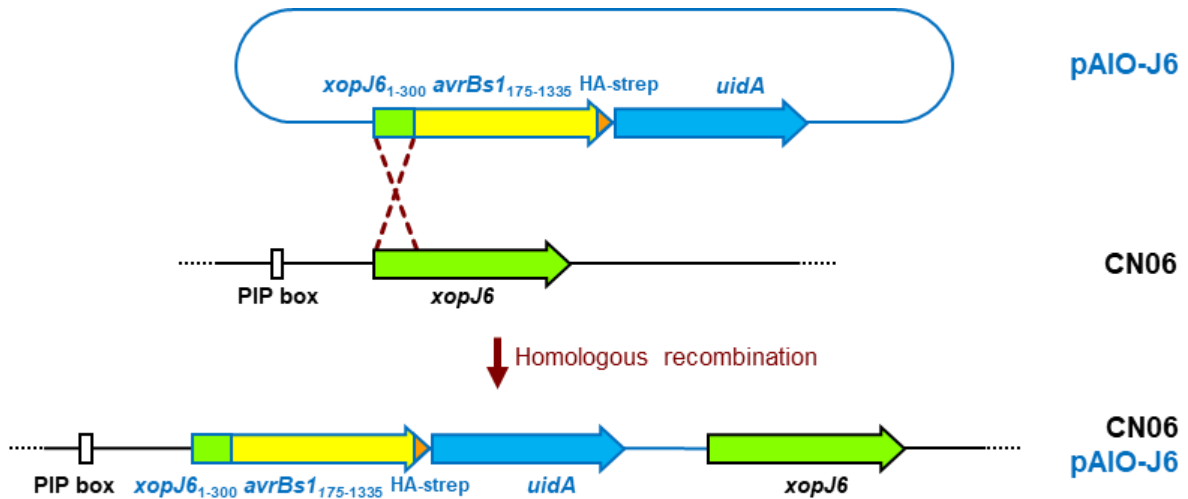 pAIO-J6
xopJ6₁₋₃₀₀ avrBs1₁₇₅₋₁₃₃₅ HA-strep uidA
CN06
PIP box xopJ6
Homologous recombination
CN06
pAIO-J6
PIP box xopJ6₁₋₃₀₀ avrBs1₁₇₅₋₁₃₃₅ HA-strep uidA xopJ6